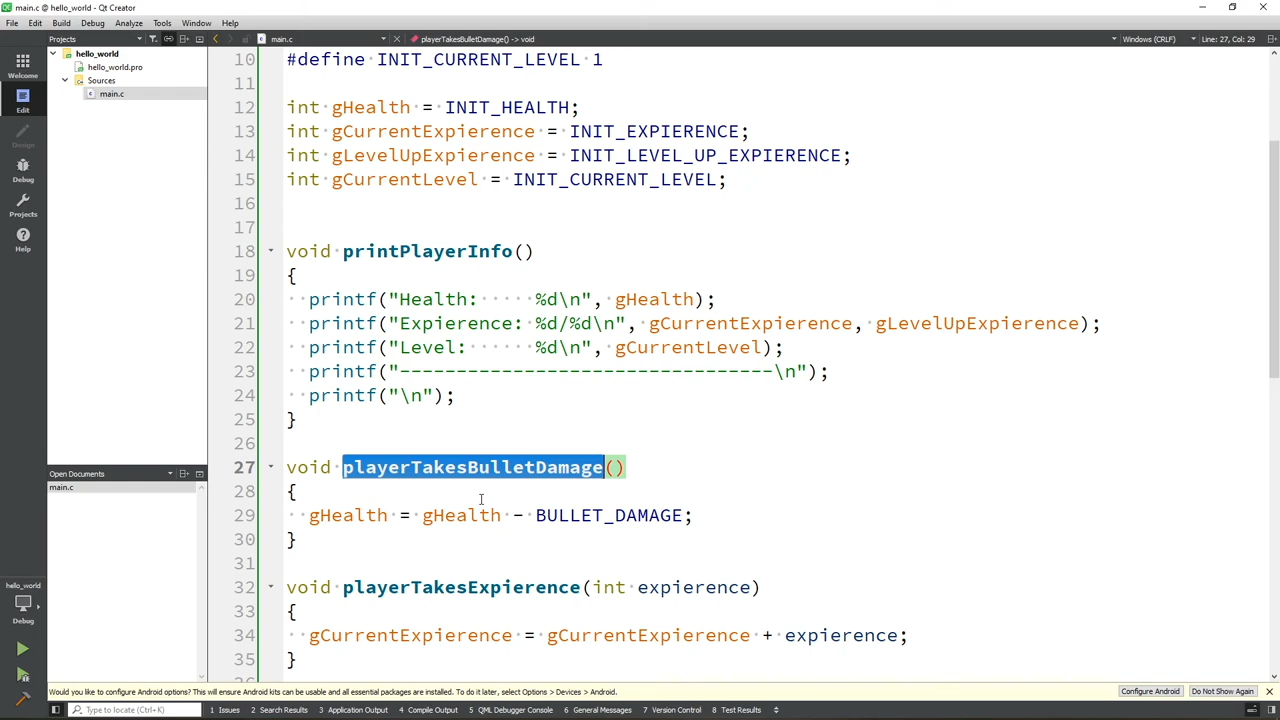 main.c @ hello_world - Qt Creator
File Edit Build Debug Analyze Tools Window Help
Projects main.c playerTakesBulletDamage() -> void Windows (CRLF) Line: 27, Col: 29
hello_world
hello_world.pro
Sources
main.c
Welcome
Edit
Design
Debug
Projects
Help
10 #define INIT_CURRENT_LEVEL 1
11
12 int gHealth = INIT_HEALTH;
13 int gCurrentExpierence = INIT_EXPIERENCE;
14 int gLevelUpExpierence = INIT_LEVEL_UP_EXPIERENCE;
15 int gCurrentLevel = INIT_CURRENT_LEVEL;
16
17
18 void printPlayerInfo()
19 {
20 printf("Health:      %d\n", gHealth);
21 printf("Expierence: %d/%d\n", gCurrentExpierence, gLevelUpExpierence);
22 printf("Level:       %d\n", gCurrentLevel);
23 printf("---------------------------------\n");
24 printf("\n");
25 }
26
27 void playerTakesBulletDamage()
28 {
29 gHealth = gHealth - BULLET_DAMAGE;
30 }
31
32 void playerTakesExpierence(int expierence)
33 {
34 gCurrentExpierence = gCurrentExpierence + expierence;
35 }
Open Documents
main.c
hello_world
Debug
Would you like to configure Android options? This will ensure Android kits can be usable and all essential packages are installed. To do it later, select Options > Devices > Android.
Configure Android Do Not Show Again
Type to locate (Ctrl+K) 1 Issues 2 Search Results 3 Application Output 4 Compile Output 5 QML Debugger Console 6 General Messages 7 Version Control 8 Test Results